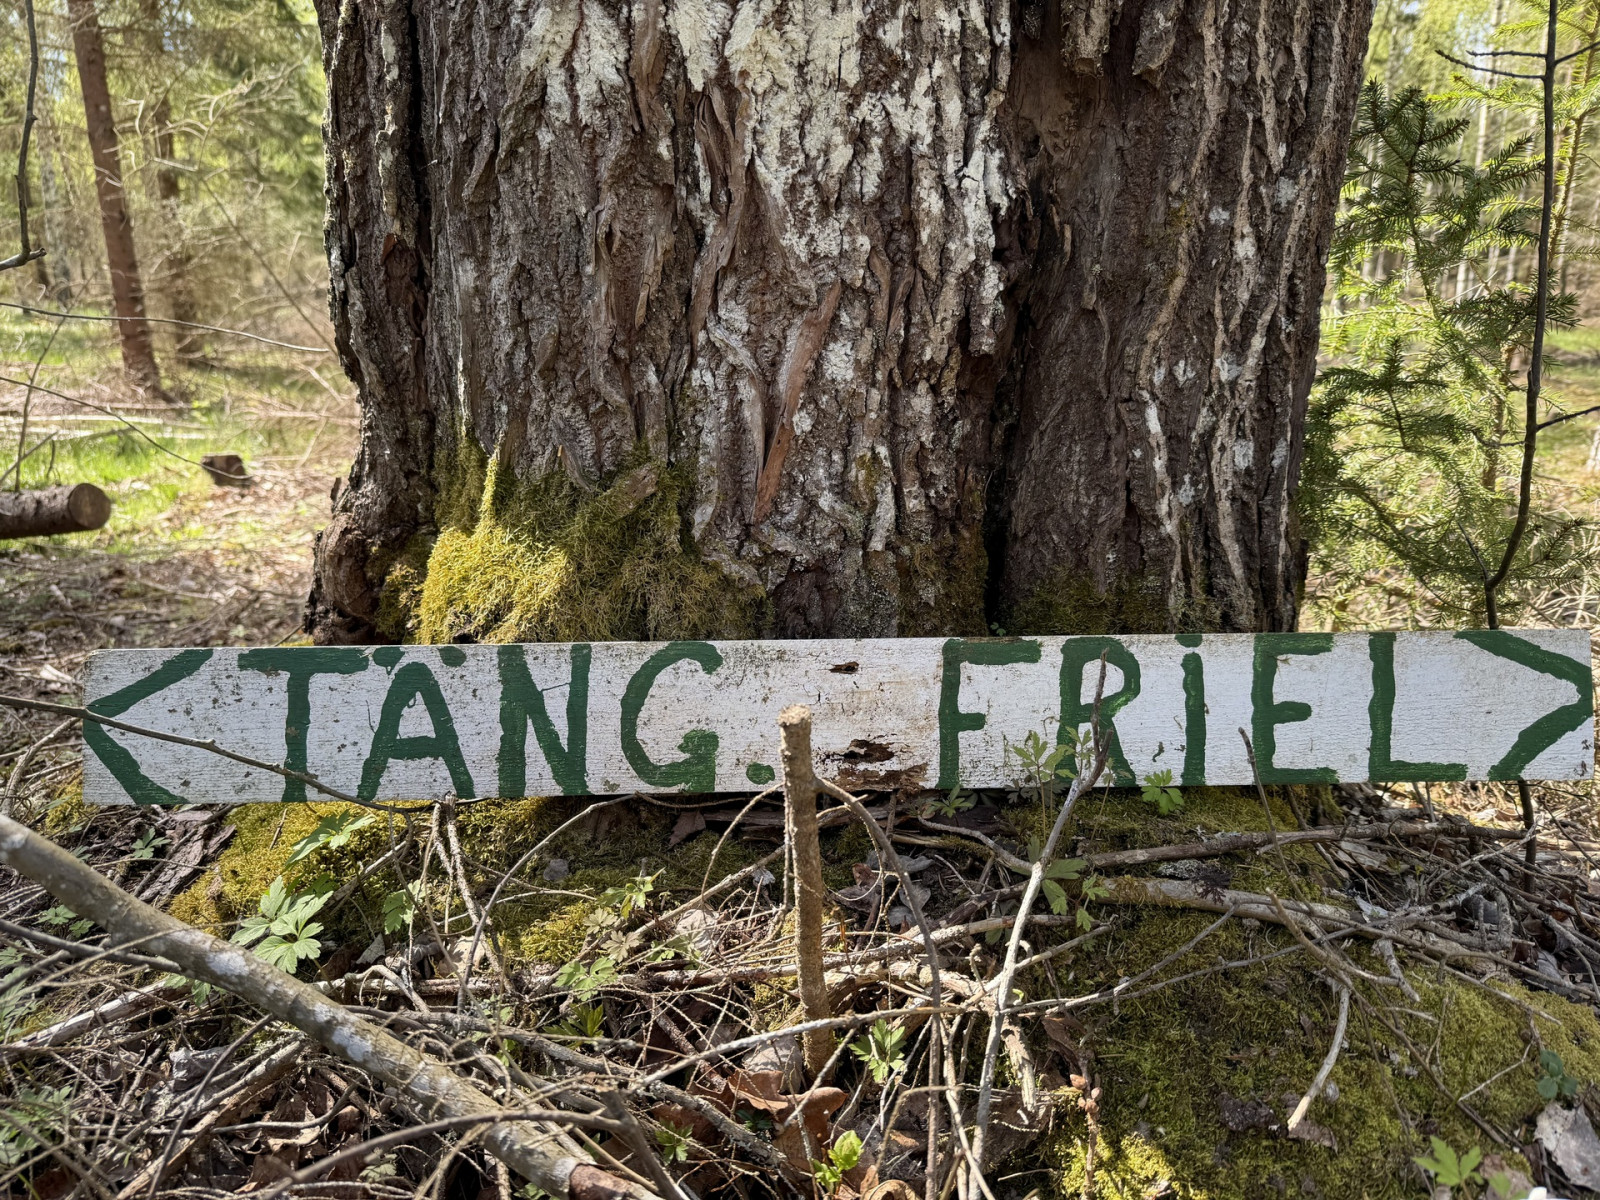 < TÄNG. FRiEL >